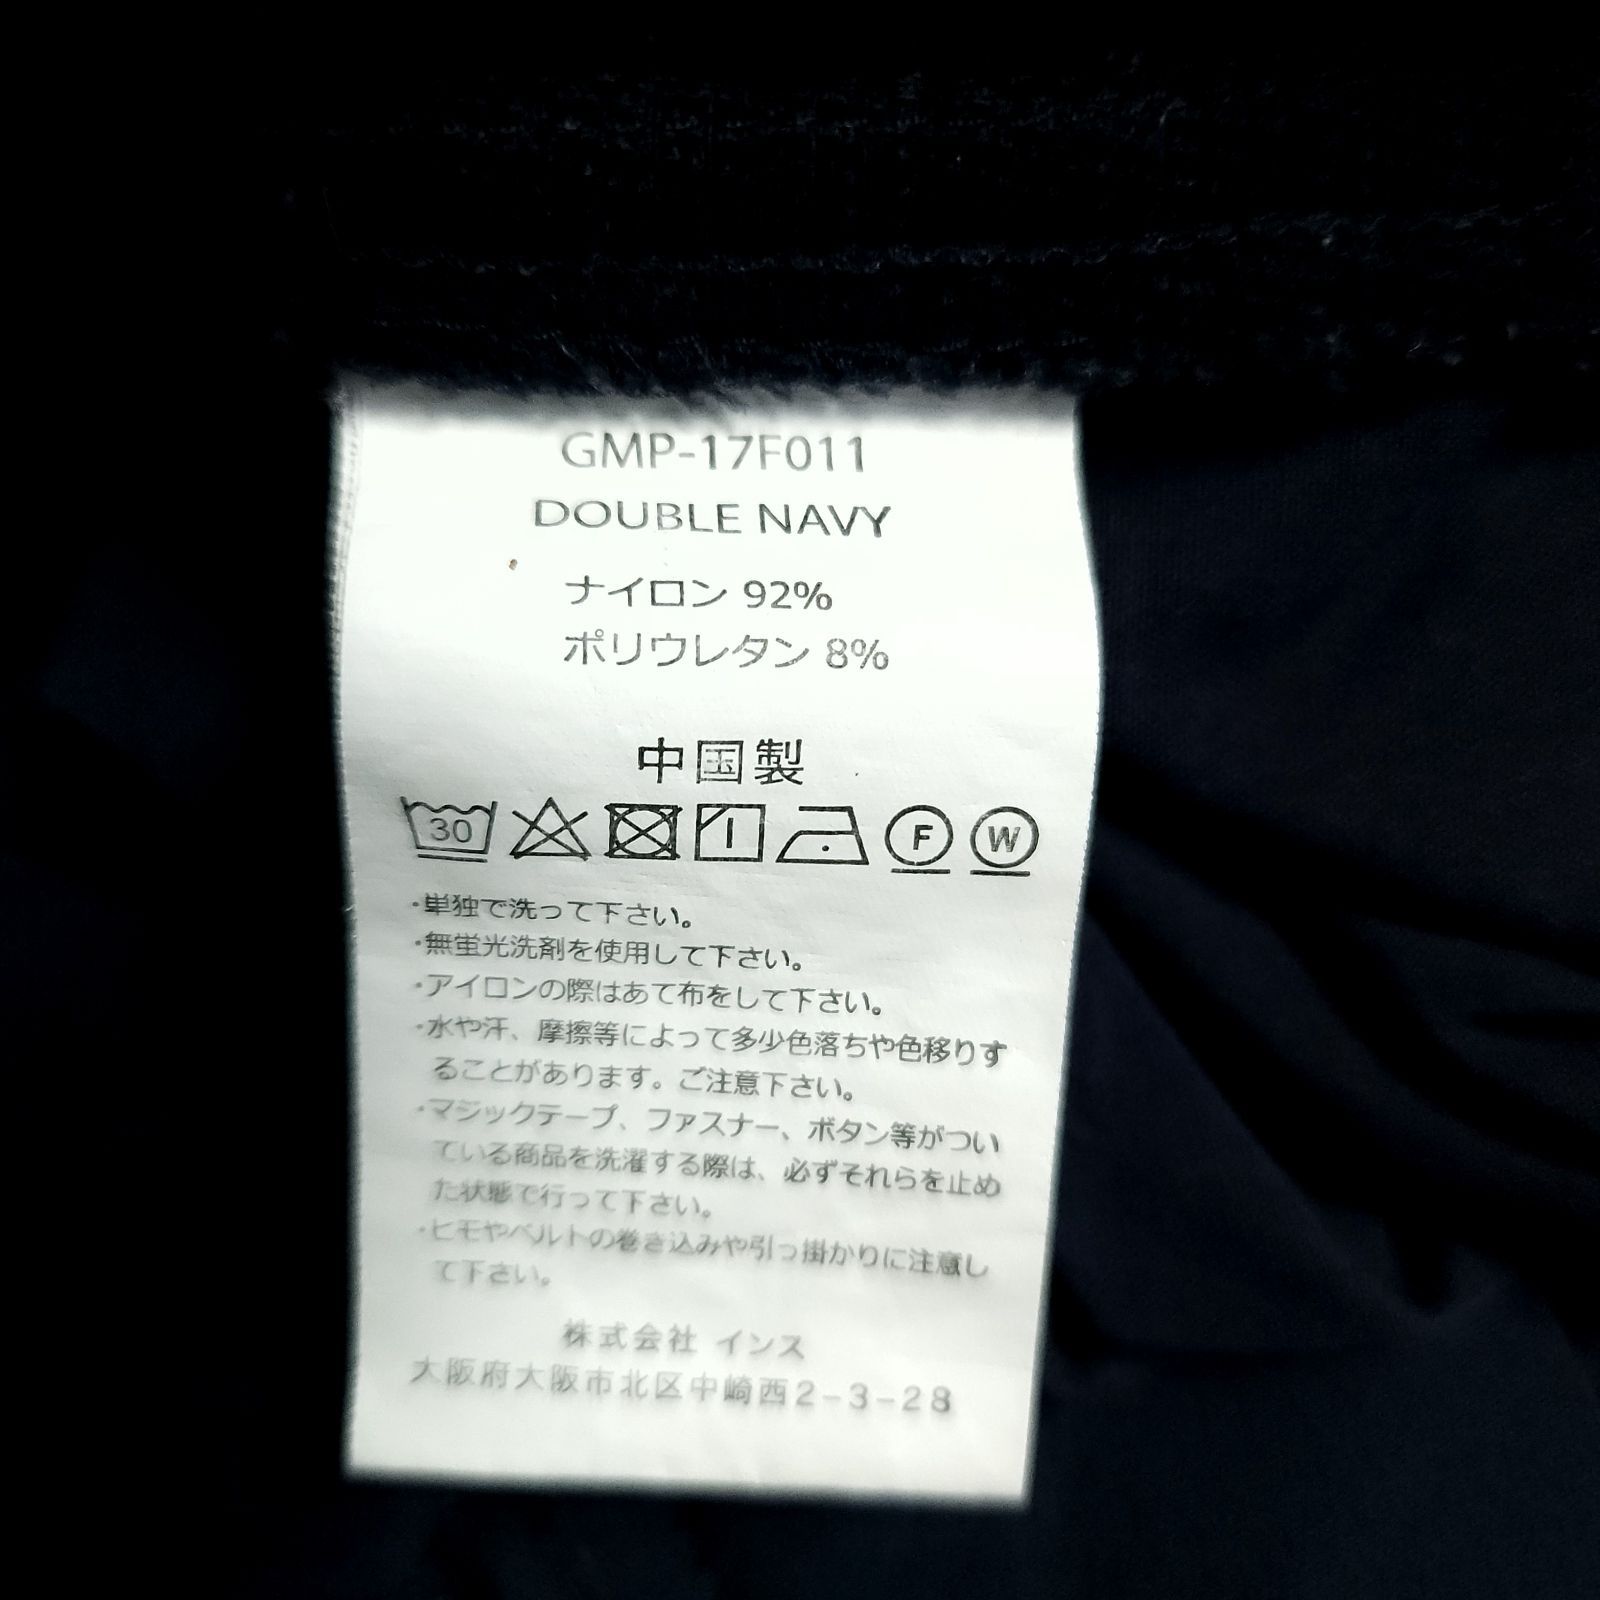 GMP-17F011
DOUBLE NAVY
ナイロン 92%
ポリウレタン 8%
中国製
30 F W
・単独で洗って下さい。
・無蛍光洗剤を使用して下さい。
・アイロンの際はあて布をして下さい。
・水や汗、摩擦等によって多少色落ちや色移りす
ることがあります。ご注意下さい。
・マジックテープ、ファスナー、ボタン等がつい
ている商品を洗濯する際は、必ずそれらを止め
た状態で行って下さい。
・ヒモやベルトの巻き込みや引っ掛かりに注意し
て下さい。
株式会社 インス
大阪府大阪市北区中崎西2-3-28